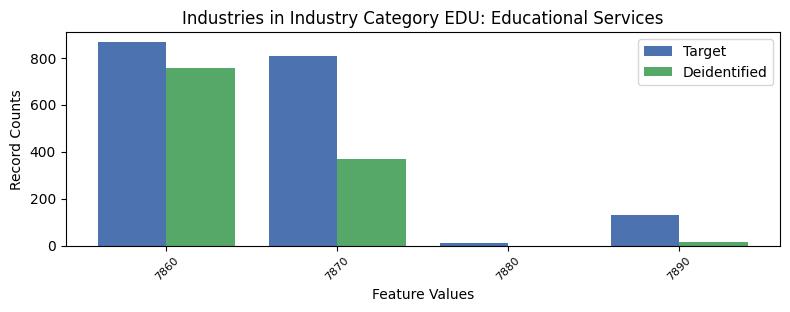 Industries in Industry Category EDU: Educational Services
Target
Deidentified
Record Counts
800
600
400
200
0
7860
7870
7880
7890
Feature Values